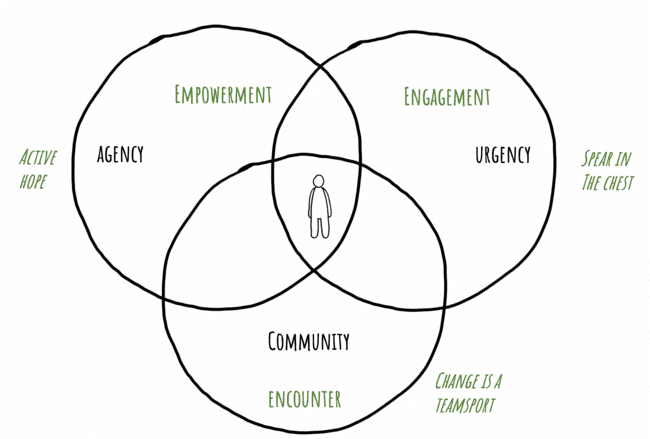 EMPOWERMENT
ENGAGEMENT
ACTIVE
HOPE
AGENCY
URGENCY
SPEAR IN
THE CHEST
COMMUNITY
ENCOUNTER
CHANGE IS A
TEAMSPORT